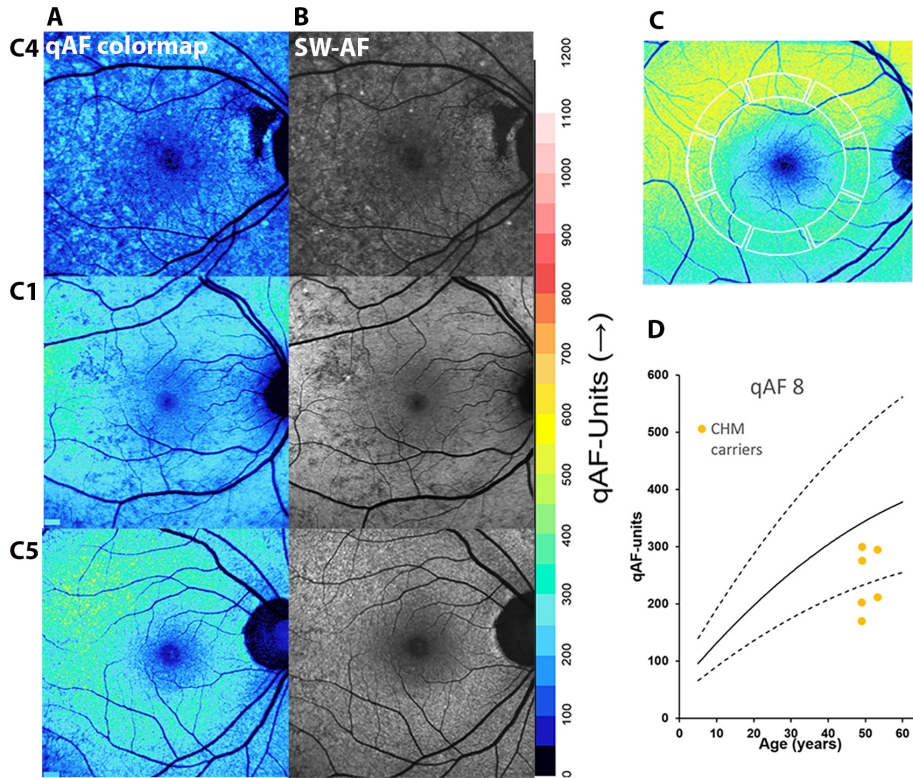 A
B
C4
qAF colormap
SW-AF
C1
C5
1200
1100
1000
900
800
700
600
500
400
300
200
100
0
qAF-Units (→)
C
D
qAF 8
CHM
carriers
600
500
400
300
200
100
0
qAF-units
0 10 20 30 40 50 60
Age (years)